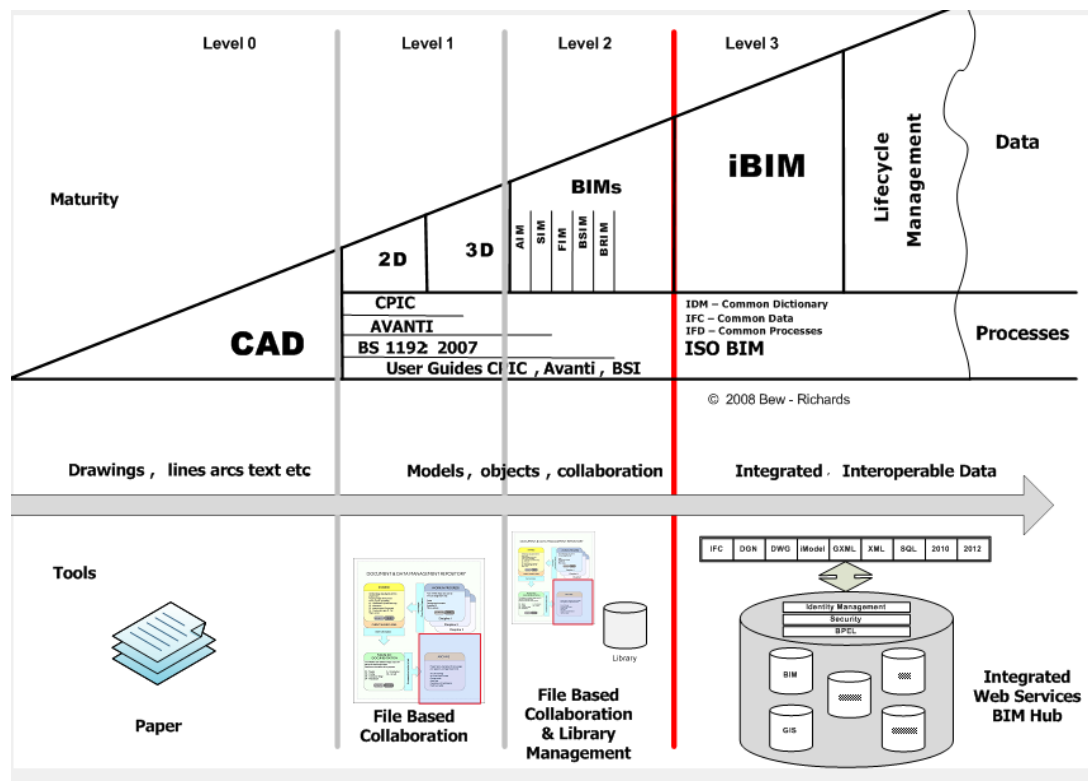 Level 0
Level 1
Level 2
Level 3
Maturity
CAD
2D
3D
BIMs
AIM
SIM
FIM
BSIM
BRIM
iBIM
Lifecycle
Management
Data
CPIC
AVANTI
BS 1192: 2007
User Guides CPIC , Avanti , BSI
IDM – Common Dictionary
IFC – Common Data
IFD – Common Processes
ISO BIM
Processes
© 2008 Bew - Richards
Drawings , lines arcs text etc
Models , objects , collaboration
Integrated , Interoperable Data
Tools
Paper
DOCUMENT & DATA MANAGEMENT REPOSITORY
File Based
Collaboration
Library
File Based
Collaboration
& Library
Management
IFC
DGN
DWG
iModel
GXML
XML
SQL
2010
2012
Identity Management
Security
BPEL
BIM
GIS
Integrated
Web Services
BIM Hub